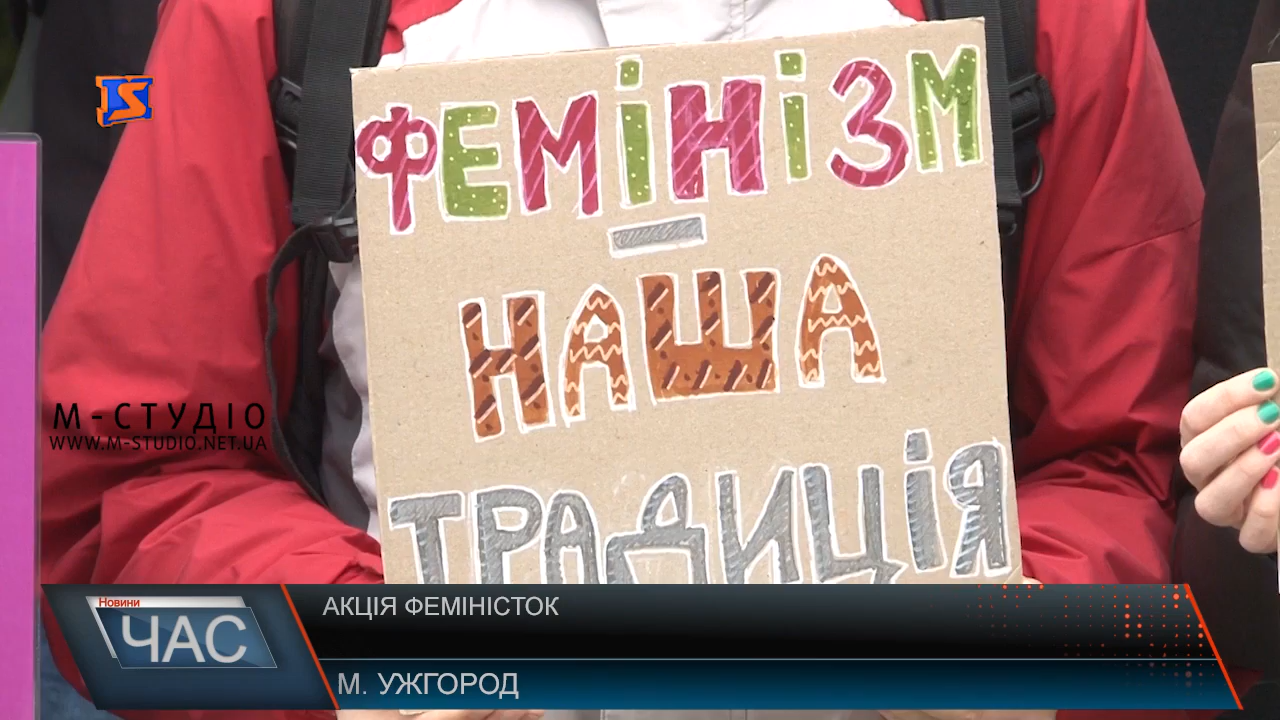 ФЕМІНІЗМ
—
НАША
ТРАДИЦІЯ
М-СТУДІО
WWW.M-STUDIO.NET.UA
Новини
ЧАС
АКЦІЯ ФЕМІНІСТОК
М. УЖГОРОД